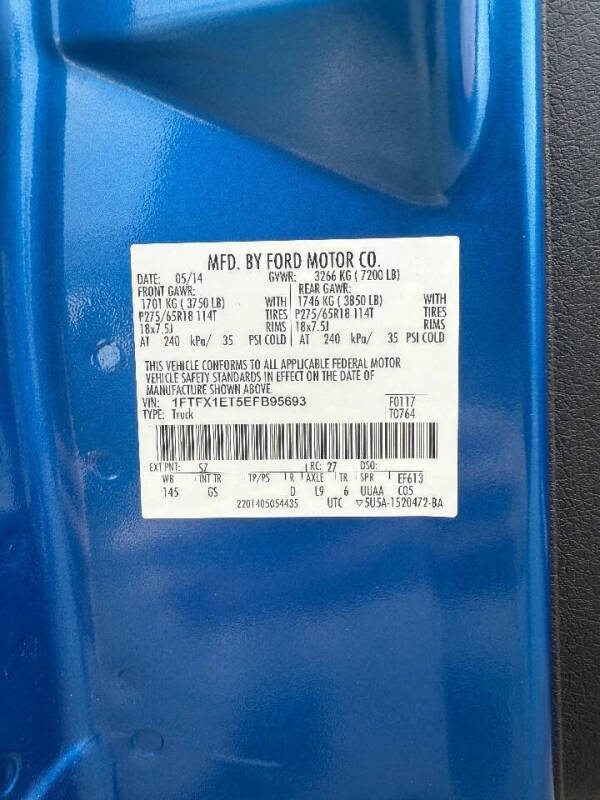 MFD. BY FORD MOTOR CO.
DATE: 05/14 GVWR: 3266 KG ( 7200 LB)
FRONT GAWR: REAR GAWR:
1701 KG ( 3750 LB) WITH 1746 KG ( 3850 LB) WITH
P275/65R18 114T TIRES P275/65R18 114T TIRES
18x7.5J RIMS 18x7.5J RIMS
AT 240 kPa/ 35 PSI COLD AT 240 kPa/ 35 PSI COLD
THIS VEHICLE CONFORMS TO ALL APPLICABLE FEDERAL MOTOR
VEHICLE SAFETY STANDARDS IN EFFECT ON THE DATE OF
MANUFACTURE SHOWN ABOVE.
VIN: 1FTFX1ET5EFB95693 F0117
TYPE: Truck T0764
EXT PNT: SZ RC: 27 DSO:
WB INT TR TP/PS R AXLE TR SPR EF613
145 GS D L9 6 UUAA C05
2201405054435 UTC ▽5U5A-1520472-BA